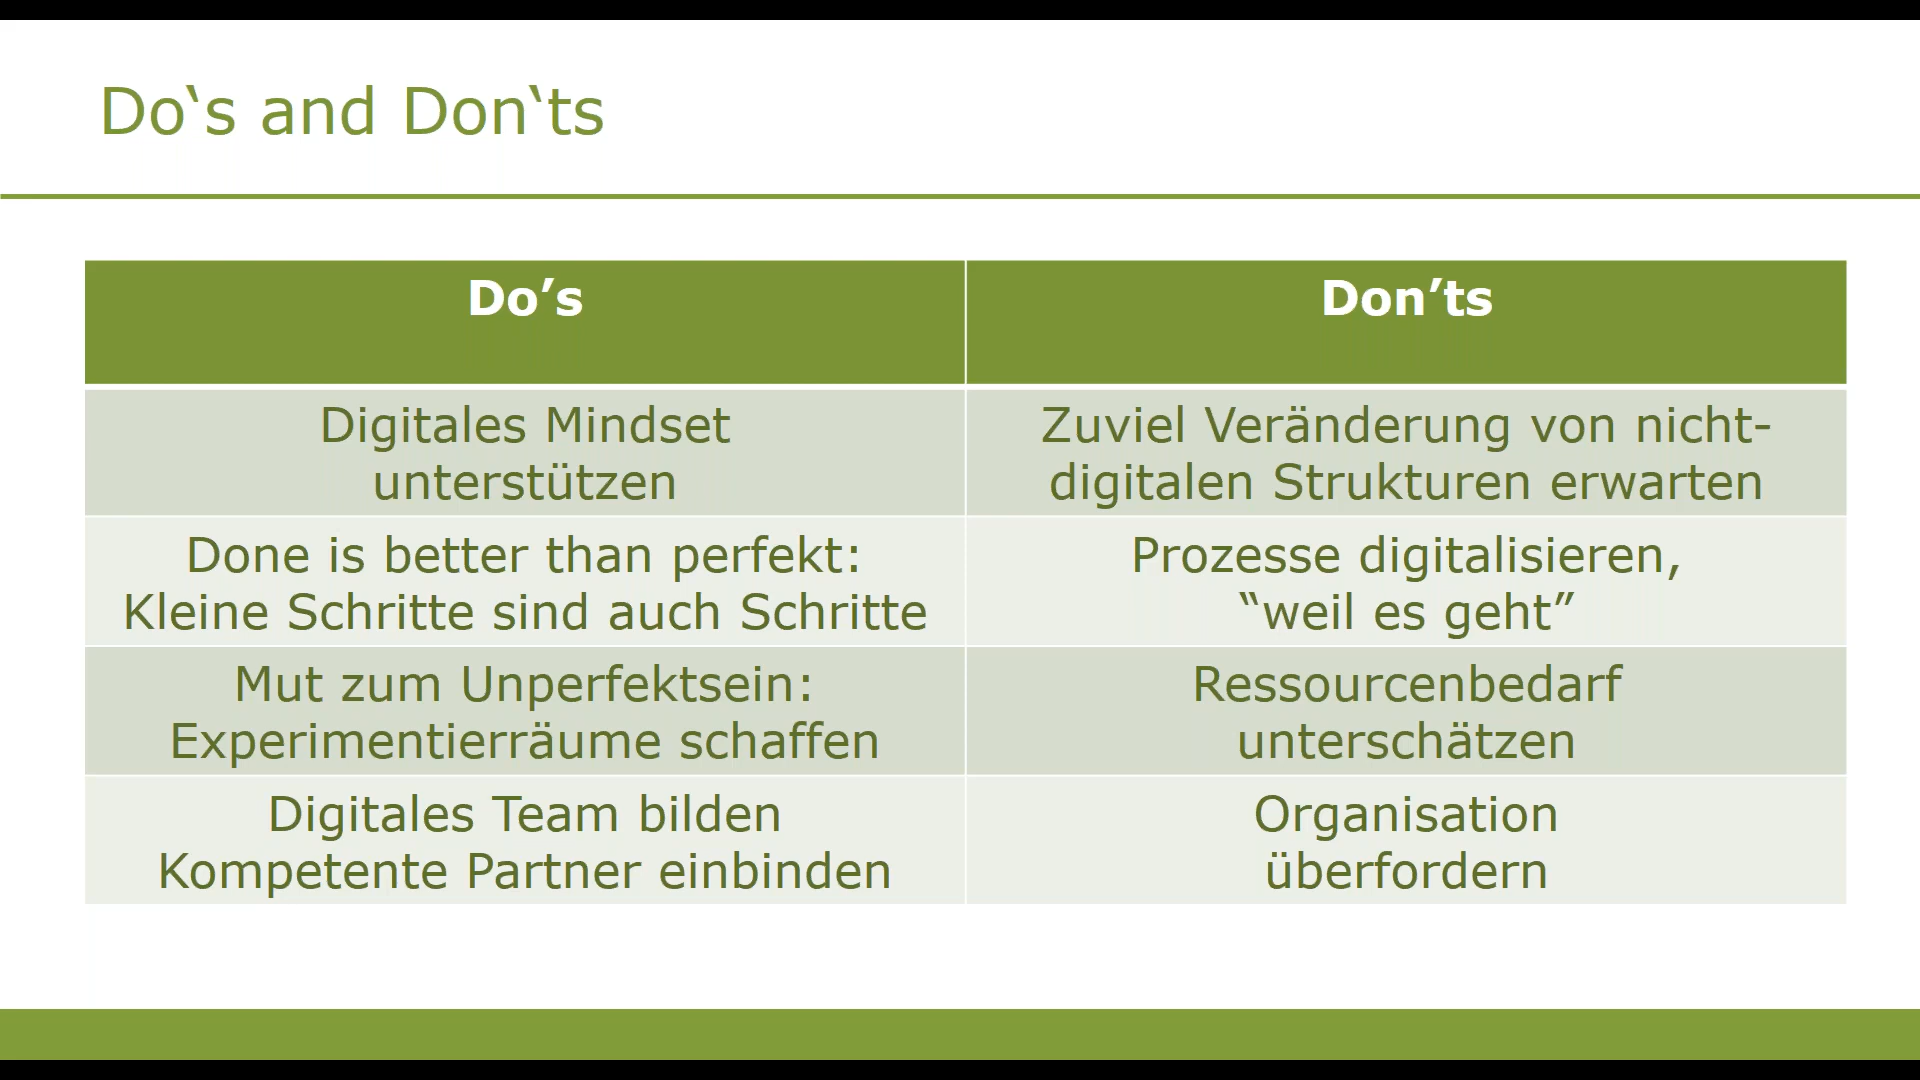 Do‛s and Don‛ts
Do’s
Don’ts
Digitales Mindset
unterstützen
Zuviel Veränderung von nicht-
digitalen Strukturen erwarten
Done is better than perfekt:
Kleine Schritte sind auch Schritte
Prozesse digitalisieren,
“weil es geht”
Mut zum Unperfektsein:
Experimentierräume schaffen
Ressourcenbedarf
unterschätzen
Digitales Team bilden
Kompetente Partner einbinden
Organisation
überfordern